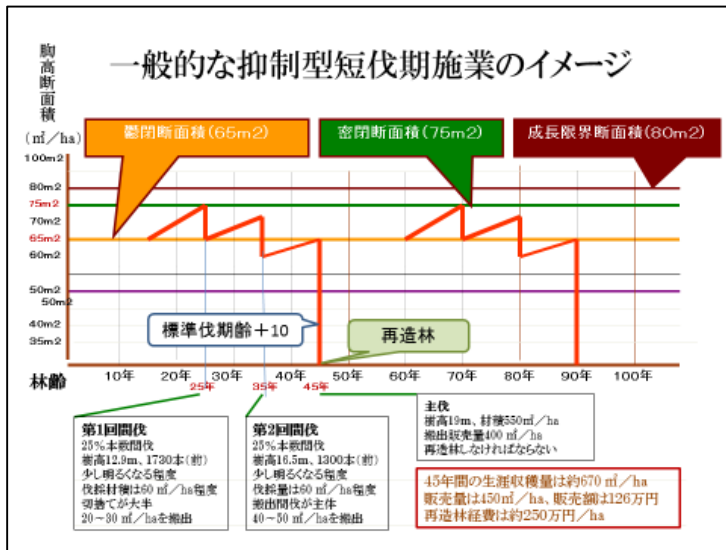 一般的な抑制型短伐期施業のイメージ
胸高断面積
(㎡/ha)
鬱閉断面積(65m2)
密閉断面積(75m2)
成長限界断面積(80m2)
100m2
80m2
75m2
70m2
65m2
60m2
50m2
50m2
40m2
35m2
標準伐期齢+10
再造林
林齢
10年 20年 30年 40年 50年 60年 70年 80年 90年 100年
25年 35年 45年
第1回間伐
25%本数間伐
樹高12.9m、1730本(前)
少し明るくなる程度
伐採材積は60㎥/ha程度
切捨てが大半
20~30㎥/haを搬出
第2回間伐
25%本数間伐
樹高16.5m、1300本(前)
少し明るくなる程度
伐採量は60㎥/ha程度
搬出間伐が主体
40~50㎥/haを搬出
主伐
樹高19m、材積550㎥/ha
搬出販売量400㎥/ha
再造林しなければならない
45年間の生涯収穫量は約670㎥/ha
販売量は450㎥/ha、販売額は126万円
再造林経費は約250万円/ha